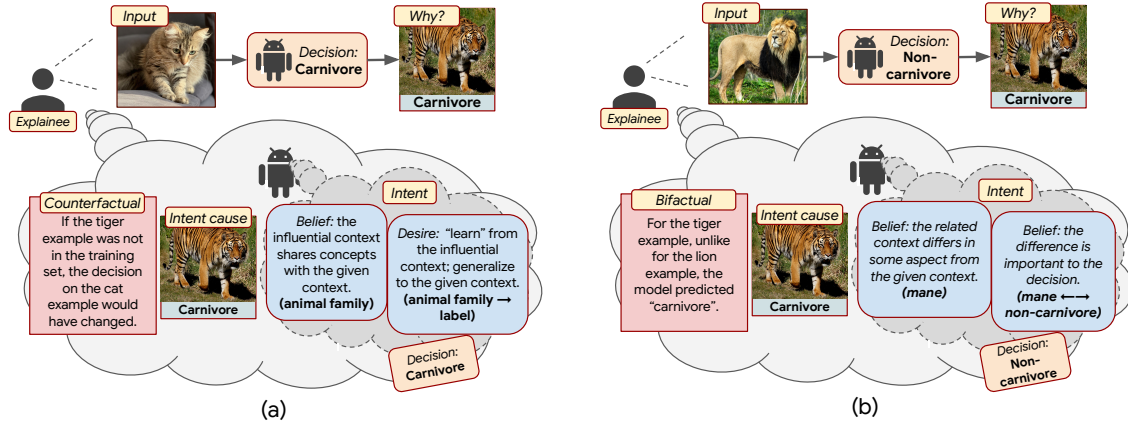 Input
Decision:
Carnivore
Why?
Carnivore
Explainee
Counterfactual
If the tiger
example was not
in the training
set, the decision
on the cat
example would
have changed.
Intent cause
Carnivore
Intent
Belief: the
influential context
shares concepts
with the given
context.
(animal family)
Desire: “learn” from
the influential
context; generalize
to the given context.
(animal family →
label)
Decision:
Carnivore
(a)
Input
Decision:
Non-
carnivore
Why?
Carnivore
Explainee
Bifactual
For the tiger
example, unlike
for the lion
example, the
model predicted
“carnivore”.
Intent cause
Carnivore
Intent
Belief: the related
context differs in
some aspect from
the given context.
(mane)
Belief: the
difference is
important to the
decision.
(mane ←→
non-carnivore)
Decision:
Non-
carnivore
(b)